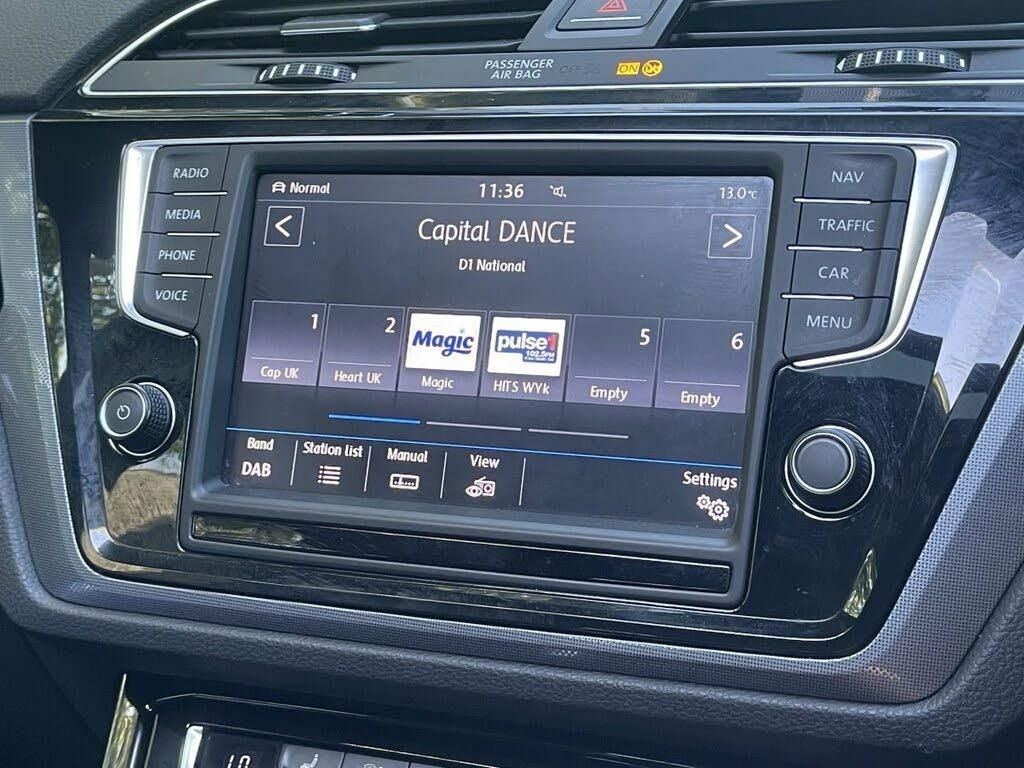 PASSENGER
AIR BAG
OFF
ON
RADIO
MEDIA
PHONE
VOICE
Normal
11:36
13.0°C
<
Capital DANCE
>
D1 National
1
Cap UK
2
Heart UK
Magic
Magic
pulse1
102.5FM
HITS WYk
5
Empty
6
Empty
Band
DAB
Station list
Manual
View
Settings
NAV
TRAFFIC
CAR
MENU